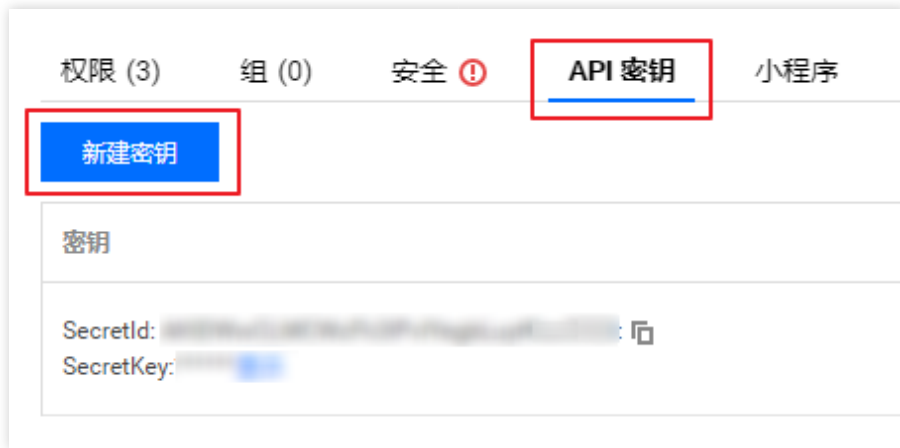 权限 (3) 组 (0) 安全 API 密钥 小程序
新建密钥
密钥
SecretId:
SecretKey: